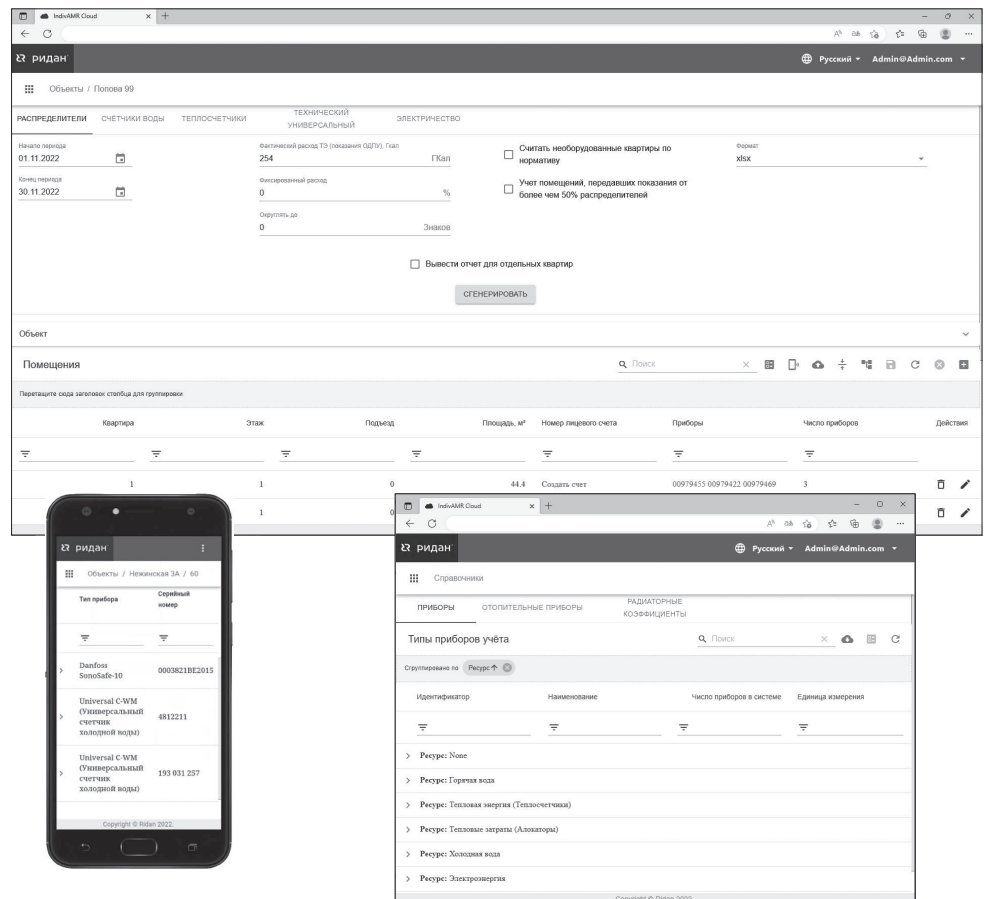 IndivAMR Cloud
ридан
Русский
Admin@Admin.com
Объекты / Попова 99
РАСПРЕДЕЛИТЕЛИ
СЧЕТЧИКИ ВОДЫ
ТЕПЛОСЧЕТЧИКИ
ТЕХНИЧЕСКИЙ
УНИВЕРСАЛЬНЫЙ
ЭЛЕКТРИЧЕСТВО
Начало периода
01.11.2022
Конец периода
30.11.2022
Фактический расход ТЭ (показания ОДПУ), Гкал
254 ГКал
Фиксированный расход
0 %
Округлять до
0 Знаков
Считать необорудованные квартиры по
нормативу
Учет помещений, передавших показания от
более чем 50% распределителей
Формат
xlsx
Вывести отчет для отдельных квартир
СГЕНЕРИРОВАТЬ
Объект
Помещения
Поиск
Перетащите сюда заголовок столбца для группировки
Квартира Этаж Подъезд Площадь, м² Номер лицевого счета Приборы Число приборов Действия
1 1 0 44.4 Создать счет 00979455 00979422 00979469 3
1 0
ридан
Объекты / Нежинская 3А / 60
Тип прибора
Серийный
номер
Danfoss
SonoSafe-10
0003821BE2015
Universal C-WM
(Универсальный
счетчик
холодной воды)
4812211
Universal C-WM
(Универсальный
счетчик
холодной воды)
193 031 257
Copyright © Ridan 2022.
IndivAMR Cloud
ридан
Русский
Admin@Admin.com
Справочники
ПРИБОРЫ
ОТОПИТЕЛЬНЫЕ ПРИБОРЫ
РАДИАТОРНЫЕ
КОЭФФИЦИЕНТЫ
Типы приборов учёта
Поиск
Сгруппировано по Ресурс
Идентификатор Наименование Число приборов в системе Единица измерения
Ресурс: None
Ресурс: Горячая вода
Ресурс: Тепловая энергия (Теплосчетчики)
Ресурс: Тепловые затраты (Алокаторы)
Ресурс: Холодная вода
Ресурс: Электроэнергия
Copyright © Ridan 2022.